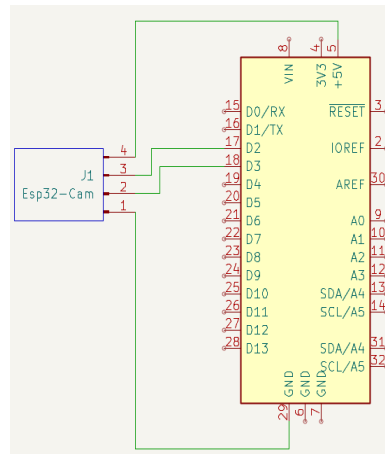 8
4
5
VIN
3V3
+5V
15 D0/RX
RESET 3
16 D1/TX
4
17 D2
IOREF 2
J1
3
18 D3
Esp32-Cam
2
19 D4
AREF 30
1
20 D5
21 D6
A0 9
22 D7
A1 10
23 D8
A2 11
24 D9
A3 12
25 D10
SDA/A4 13
26 D11
SCL/A5 14
27 D12
28 D13
SDA/A4 31
SCL/A5 32
GND
GND
GND
29
6
7